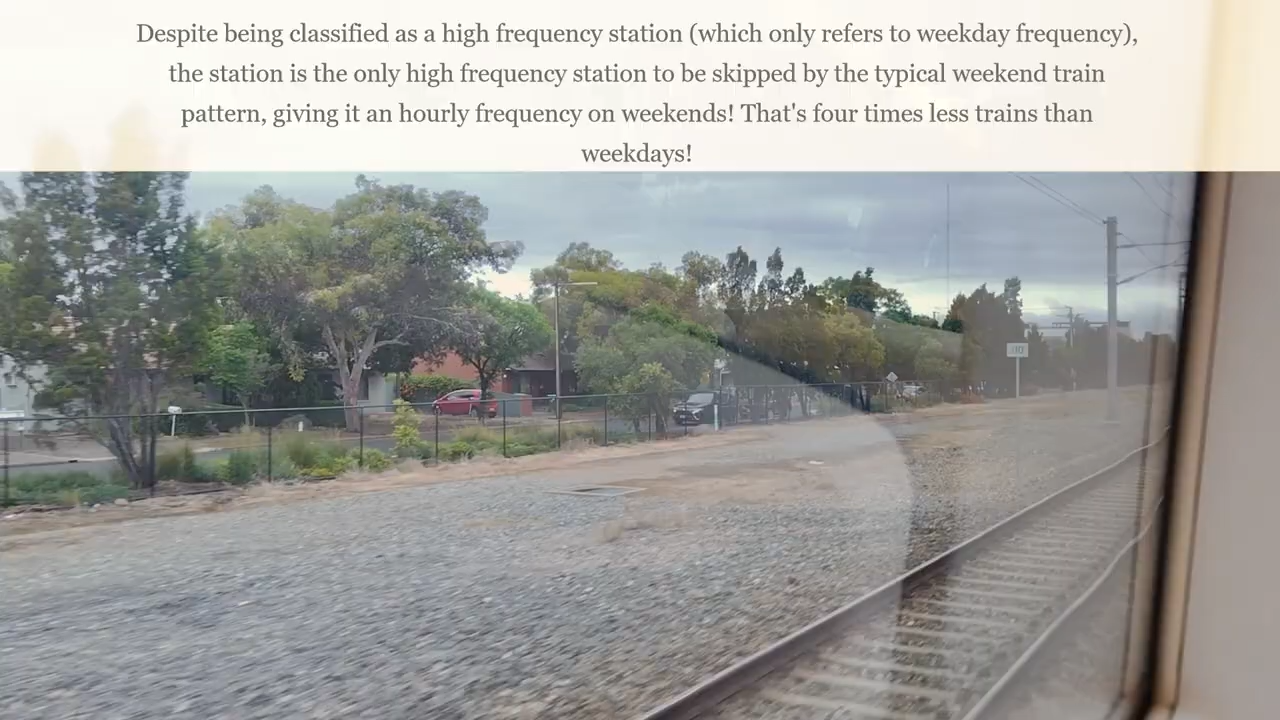 Despite being classified as a high frequency station (which only refers to weekday frequency),
the station is the only high frequency station to be skipped by the typical weekend train
pattern, giving it an hourly frequency on weekends! That's four times less trains than
weekdays!